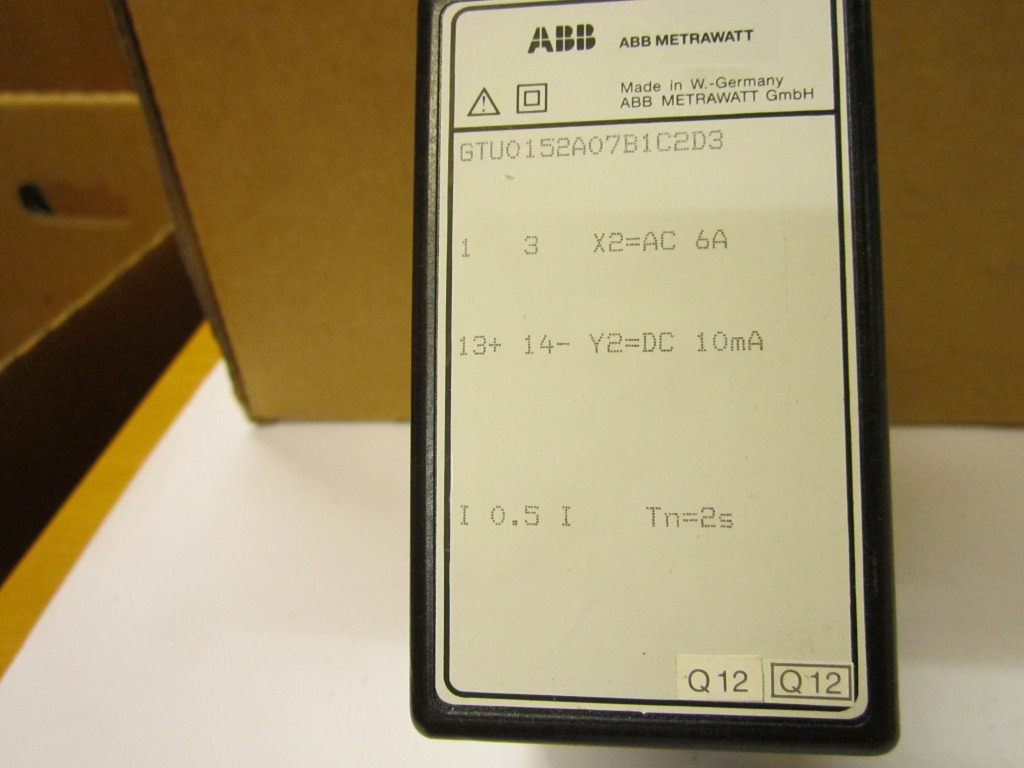 ABB ABB METRAWATT
Made in W.-Germany
ABB METRAWATT GmbH
GTU0152A07B1C2D3
1 3 X2=AC 6A
13+ 14- Y2=DC 10mA
I 0.5 I Tn=2s
Q12 Q12